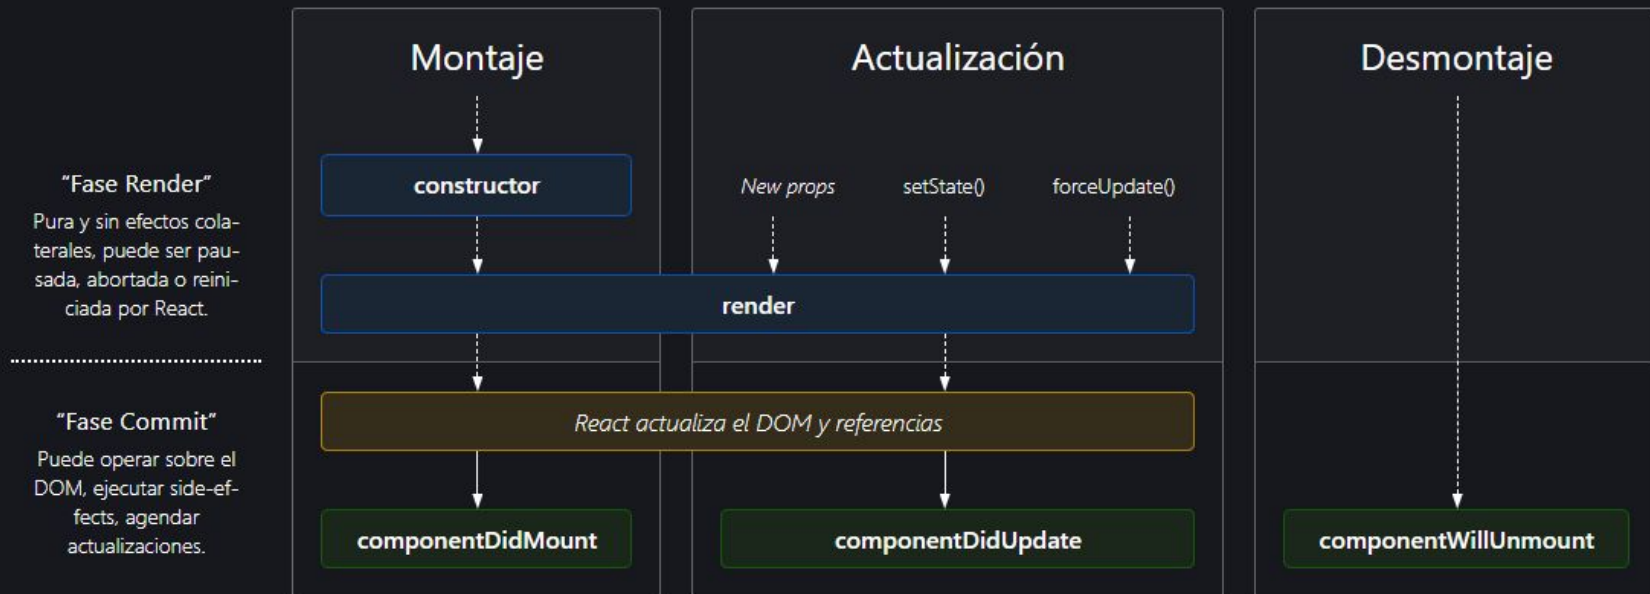 Montaje
Actualización
Desmontaje
“Fase Render”
Pura y sin efectos cola-
terales, puede ser pau-
sada, abortada o reini-
ciada por React.
constructor
New props
setState()
forceUpdate()
render
“Fase Commit”
Puede operar sobre el
DOM, ejecutar side-ef-
fects, agendar
actualizaciones.
React actualiza el DOM y referencias
componentDidMount
componentDidUpdate
componentWillUnmount